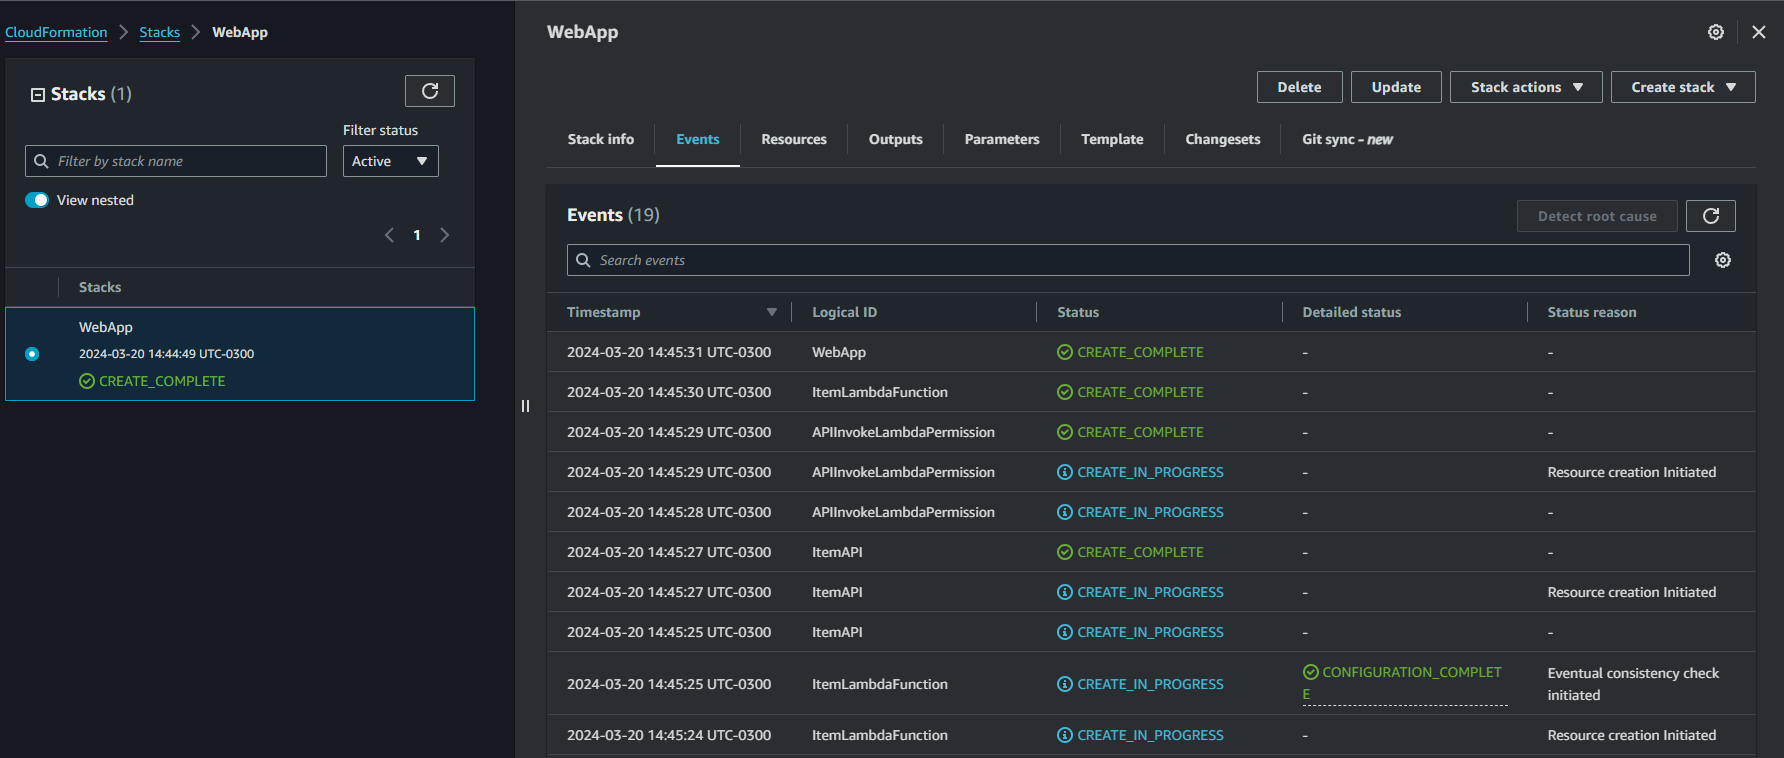 CloudFormation > Stacks > WebApp
Stacks (1)
Filter status
Filter by stack name
Active
View nested
1
Stacks
WebApp
2024-03-20 14:44:49 UTC-0300
CREATE_COMPLETE
WebApp
Delete Update Stack actions Create stack
Stack info Events Resources Outputs Parameters Template Changesets Git sync - new
Events (19)
Detect root cause
Search events
Timestamp Logical ID Status Detailed status Status reason
2024-03-20 14:45:31 UTC-0300 WebApp CREATE_COMPLETE - -
2024-03-20 14:45:30 UTC-0300 ItemLambdaFunction CREATE_COMPLETE - -
2024-03-20 14:45:29 UTC-0300 APIInvokeLambdaPermission CREATE_COMPLETE - -
2024-03-20 14:45:29 UTC-0300 APIInvokeLambdaPermission CREATE_IN_PROGRESS - Resource creation Initiated
2024-03-20 14:45:28 UTC-0300 APIInvokeLambdaPermission CREATE_IN_PROGRESS - -
2024-03-20 14:45:27 UTC-0300 ItemAPI CREATE_COMPLETE - -
2024-03-20 14:45:27 UTC-0300 ItemAPI CREATE_IN_PROGRESS - Resource creation Initiated
2024-03-20 14:45:25 UTC-0300 ItemAPI CREATE_IN_PROGRESS - -
2024-03-20 14:45:25 UTC-0300 ItemLambdaFunction CREATE_IN_PROGRESS CONFIGURATION_COMPLET
E
Eventual consistency check
initiated
2024-03-20 14:45:24 UTC-0300 ItemLambdaFunction CREATE_IN_PROGRESS - Resource creation Initiated